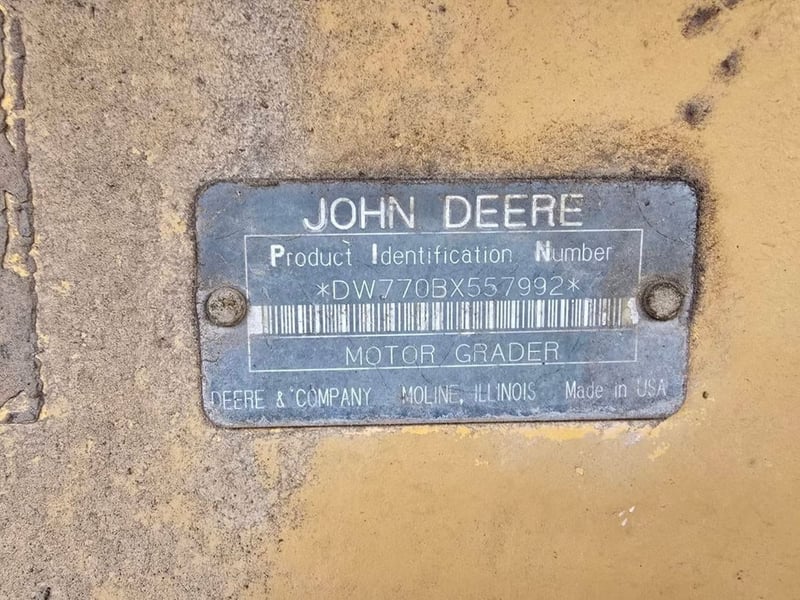 JOHN DEERE
Product Identification Number
*DW770BX557992*
MOTOR GRADER
DEERE & COMPANY MOLINE, ILLINOIS Made in USA